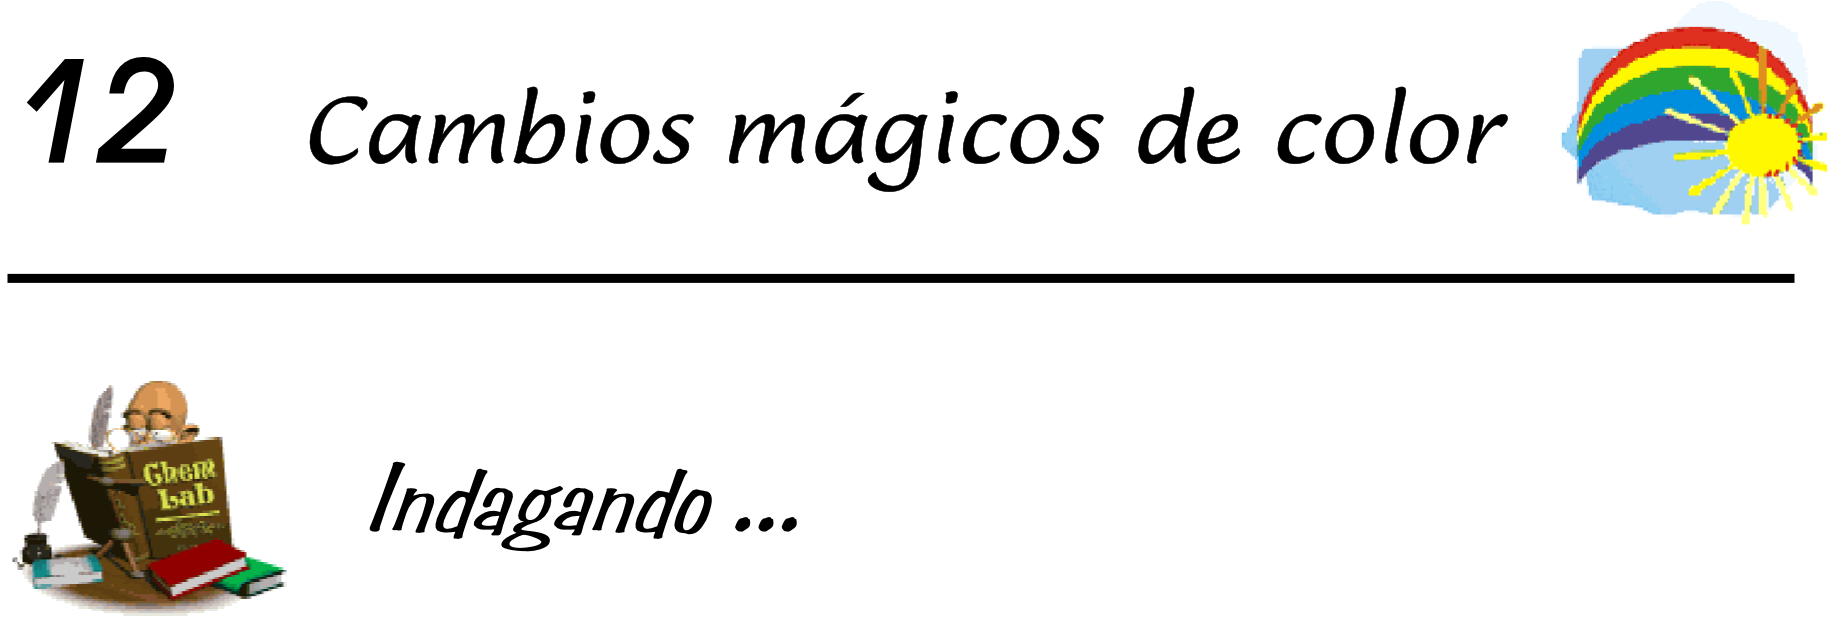 12 Cambios mágicos de color
Indagando ...
Chem
Lab